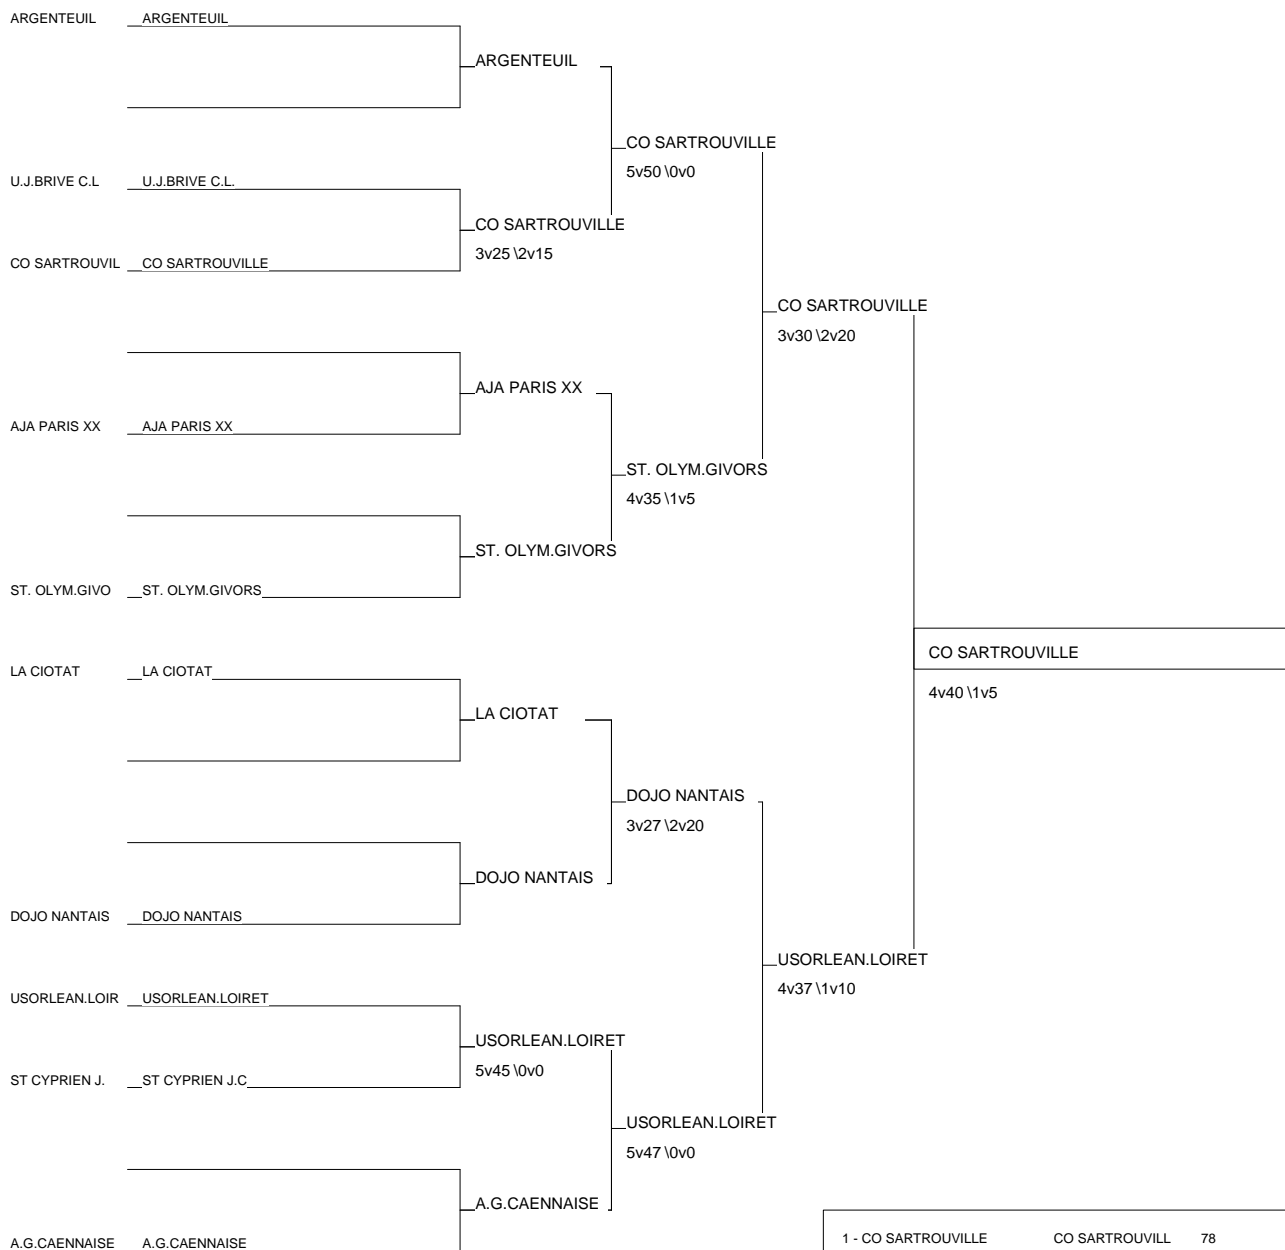 ARGENTEUIL ARGENTEUIL
ARGENTEUIL
CO SARTROUVILLE
5v50 \0v0
U.J.BRIVE C.L U.J.BRIVE C.L.
CO SARTROUVILLE
3v25 \2v15
CO SARTROUVIL CO SARTROUVILLE
CO SARTROUVILLE
3v30 \2v20
AJA PARIS XX
AJA PARIS XX AJA PARIS XX
ST. OLYM.GIVORS
4v35 \1v5
ST. OLYM.GIVORS
ST. OLYM.GIVO ST. OLYM.GIVORS
CO SARTROUVILLE
4v40 \1v5
LA CIOTAT LA CIOTAT
LA CIOTAT
DOJO NANTAIS
3v27 \2v20
DOJO NANTAIS
DOJO NANTAIS DOJO NANTAIS
USORLEAN.LOIRET
4v37 \1v10
USORLEAN.LOIR USORLEAN.LOIRET
USORLEAN.LOIRET
5v45 \0v0
ST CYPRIEN J. ST CYPRIEN J.C
USORLEAN.LOIRET
5v47 \0v0
A.G.CAENNAISE
A.G.CAENNAISE A.G.CAENNAISE
1 - CO SARTROUVILLE CO SARTROUVILL 78